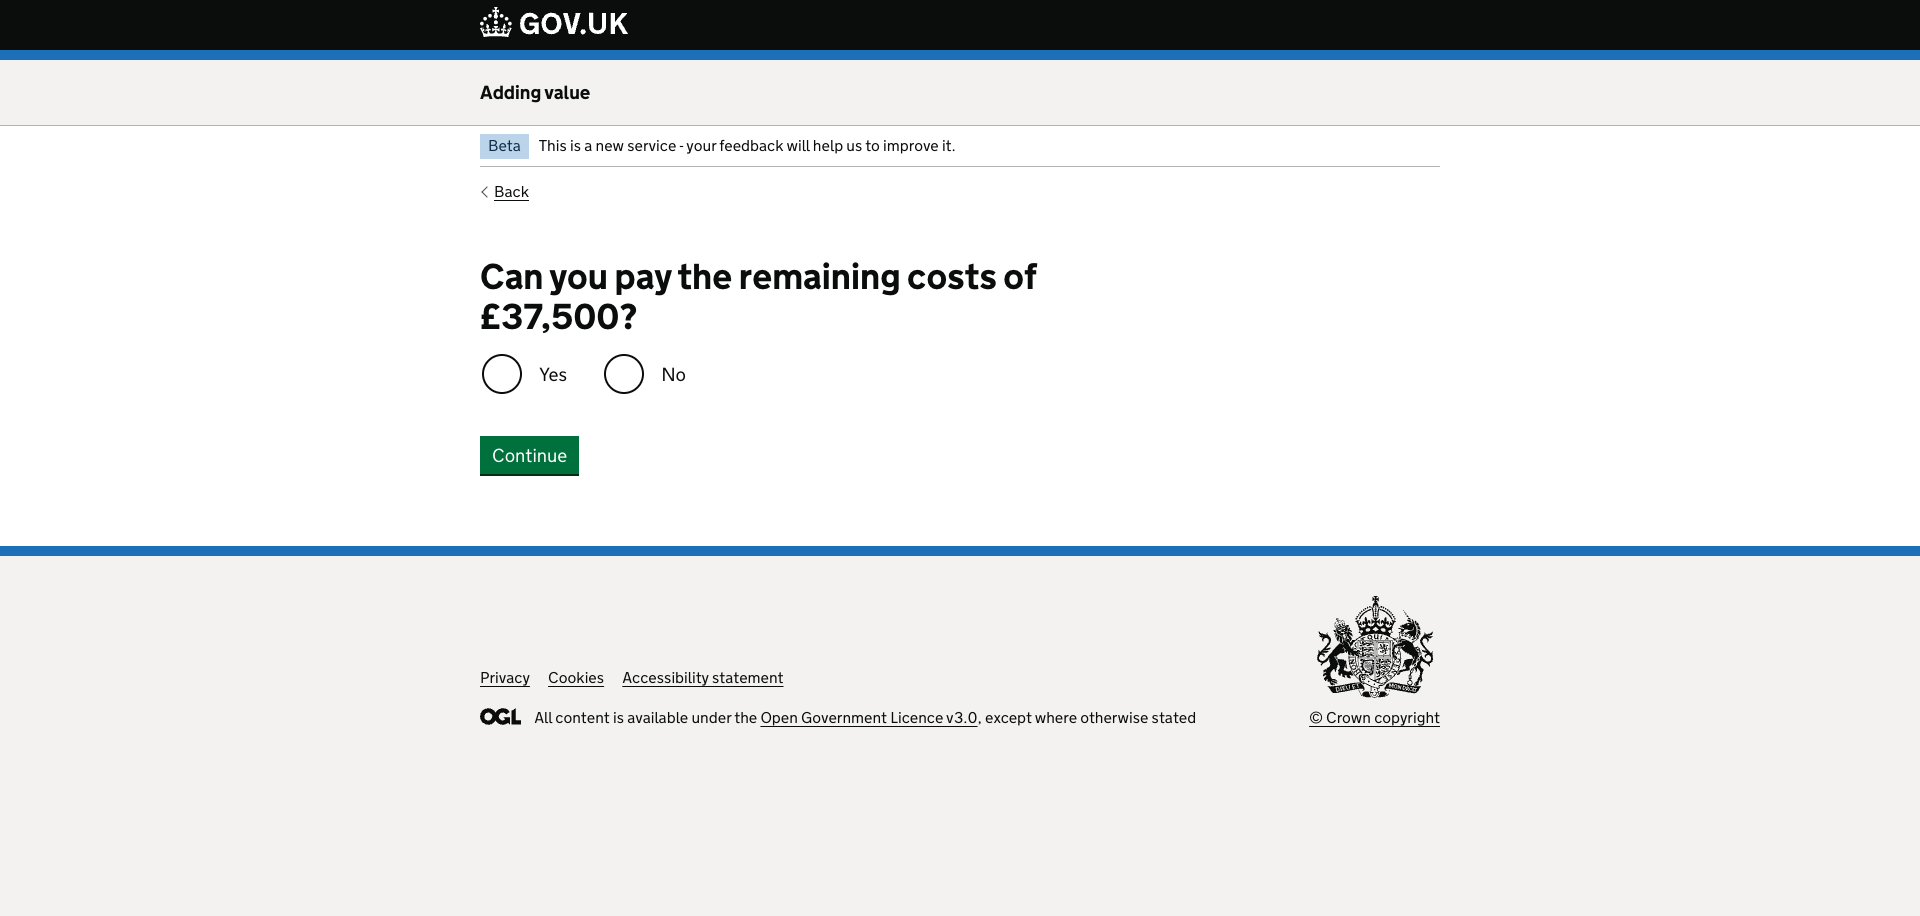 GOV.UK
Adding value
Beta This is a new service - your feedback will help us to improve it.
Back
Can you pay the remaining costs of
£37,500?
Yes No
Continue
Privacy Cookies Accessibility statement
OGL All content is available under the Open Government Licence v3.0, except where otherwise stated
© Crown copyright